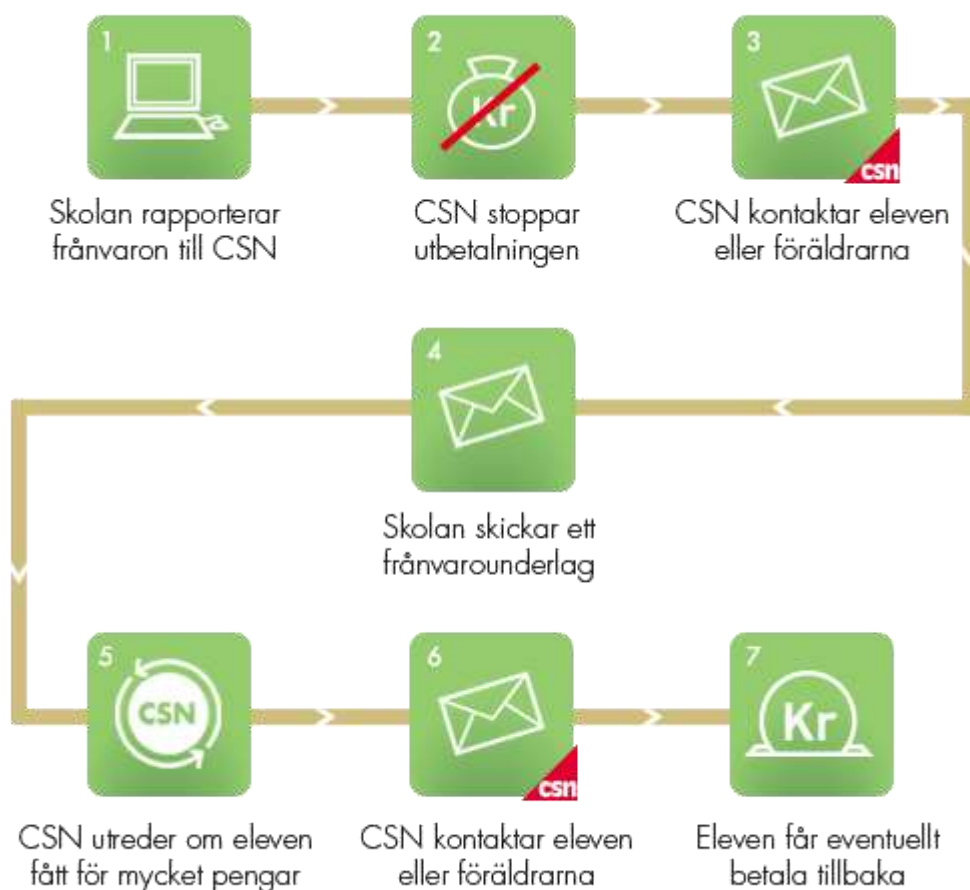 1
Kr
2
3
csn
Skolan rapporterar
frånvaron till CSN
CSN stoppar
utbetalningen
CSN kontaktar eleven
eller föräldrarna
4
Skolan skickar ett
frånvarounderlag
5
CSN
6
csn
7
Kr
CSN utreder om eleven
fått för mycket pengar
CSN kontaktar eleven
eller föräldrarna
Eleven får eventuellt
betala tillbaka